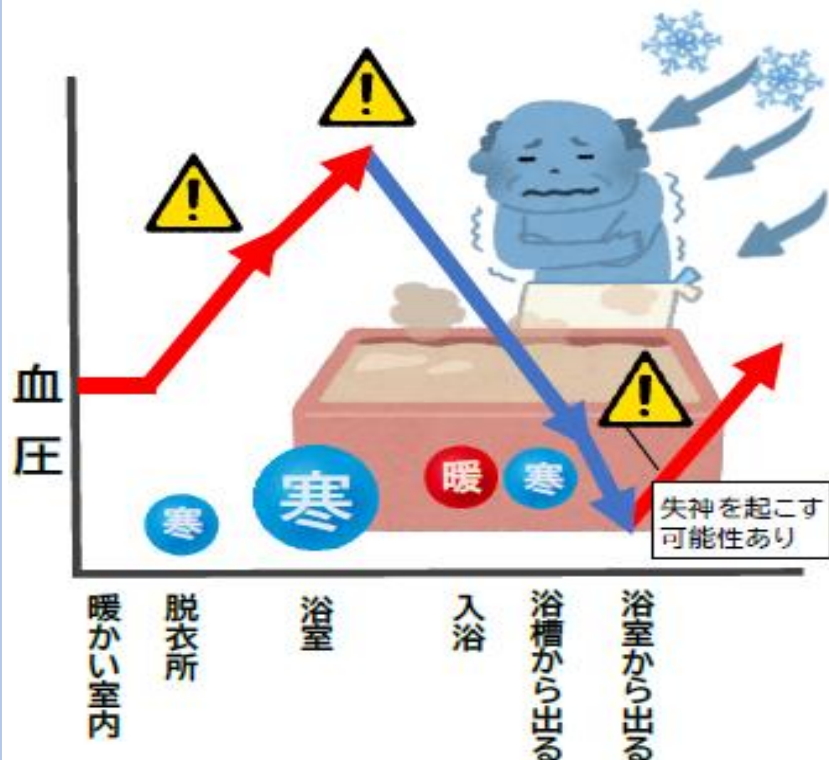 血圧
寒
寒
暖
寒
失神を起こす
可能性あり
暖かい室内
脱衣所
浴室
入浴
浴槽から出る
浴室から出る